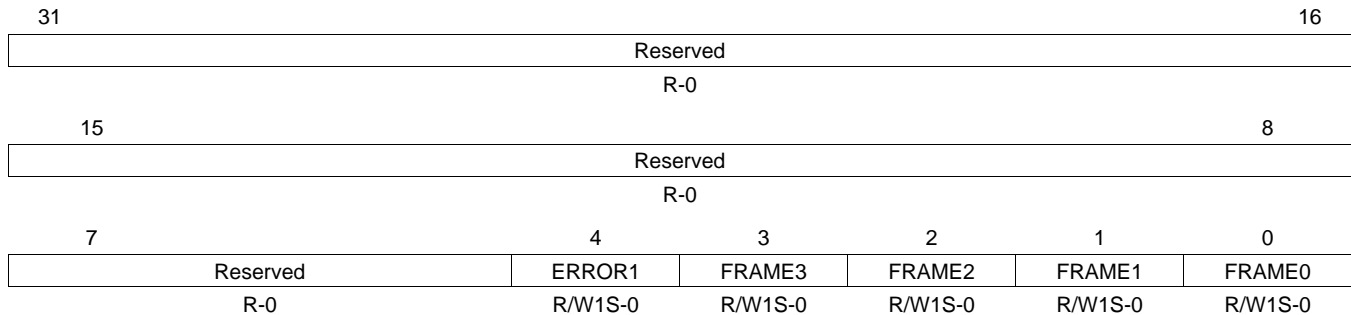 31 16
Reserved
R-0
15 8
Reserved
R-0
7 4 3 2 1 0
Reserved ERROR1 FRAME3 FRAME2 FRAME1 FRAME0
R-0 R/W1S-0 R/W1S-0 R/W1S-0 R/W1S-0 R/W1S-0